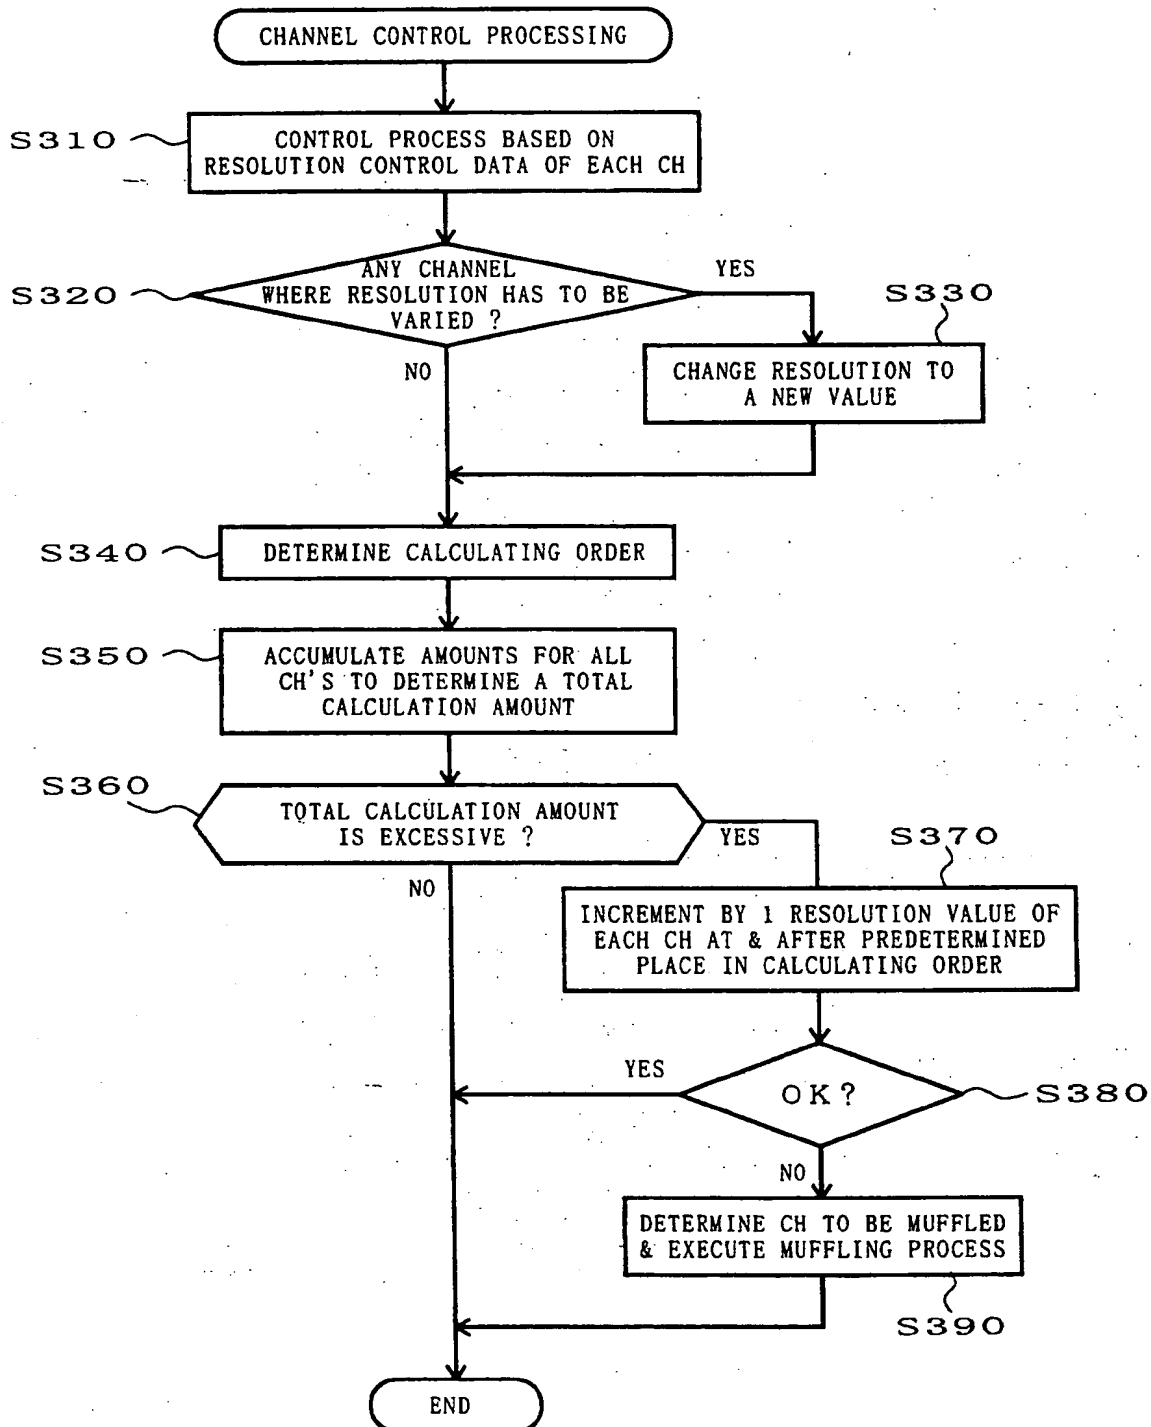 CHANNEL CONTROL PROCESSING
S310
CONTROL PROCESS BASED ON
RESOLUTION CONTROL DATA OF EACH CH
S320
ANY CHANNEL
WHERE RESOLUTION HAS TO BE
VARIED ?
YES
NO
S330
CHANGE RESOLUTION TO
A NEW VALUE
S340
DETERMINE CALCULATING ORDER
S350
ACCUMULATE AMOUNTS FOR ALL
CH'S TO DETERMINE A TOTAL
CALCULATION AMOUNT
S360
TOTAL CALCULATION AMOUNT
IS EXCESSIVE ?
YES
NO
S370
INCREMENT BY 1 RESOLUTION VALUE OF
EACH CH AT & AFTER PREDETERMINED
PLACE IN CALCULATING ORDER
YES
OK?
S380
NO
DETERMINE CH TO BE MUFFLED
& EXECUTE MUFFLING PROCESS
S390
END